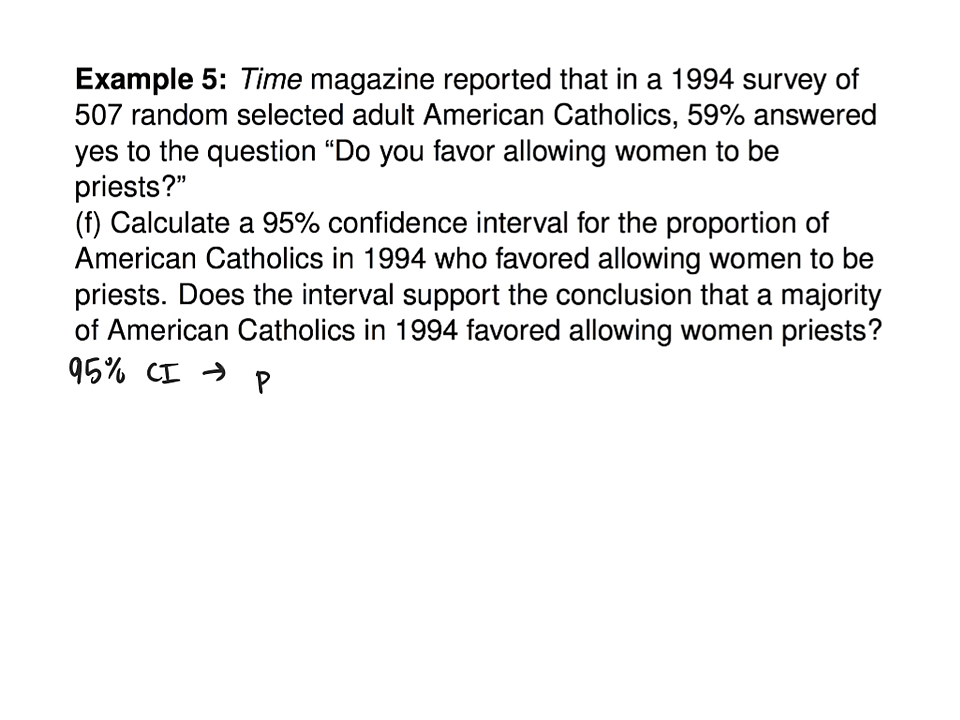 Example 5: Time magazine reported that in a 1994 survey of
507 random selected adult American Catholics, 59% answered
yes to the question “Do you favor allowing women to be
priests?”
(f) Calculate a 95% confidence interval for the proportion of
American Catholics in 1994 who favored allowing women to be
priests. Does the interval support the conclusion that a majority
of American Catholics in 1994 favored allowing women priests?
95% CI → p